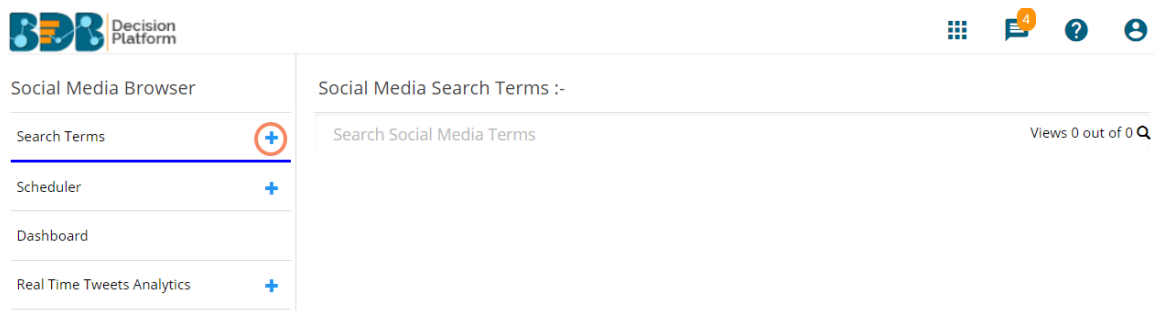 BDB Decision Platform
4
Social Media Browser
Social Media Search Terms :-
Search Terms
Search Social Media Terms
Views 0 out of 0
Scheduler
Dashboard
Real Time Tweets Analytics